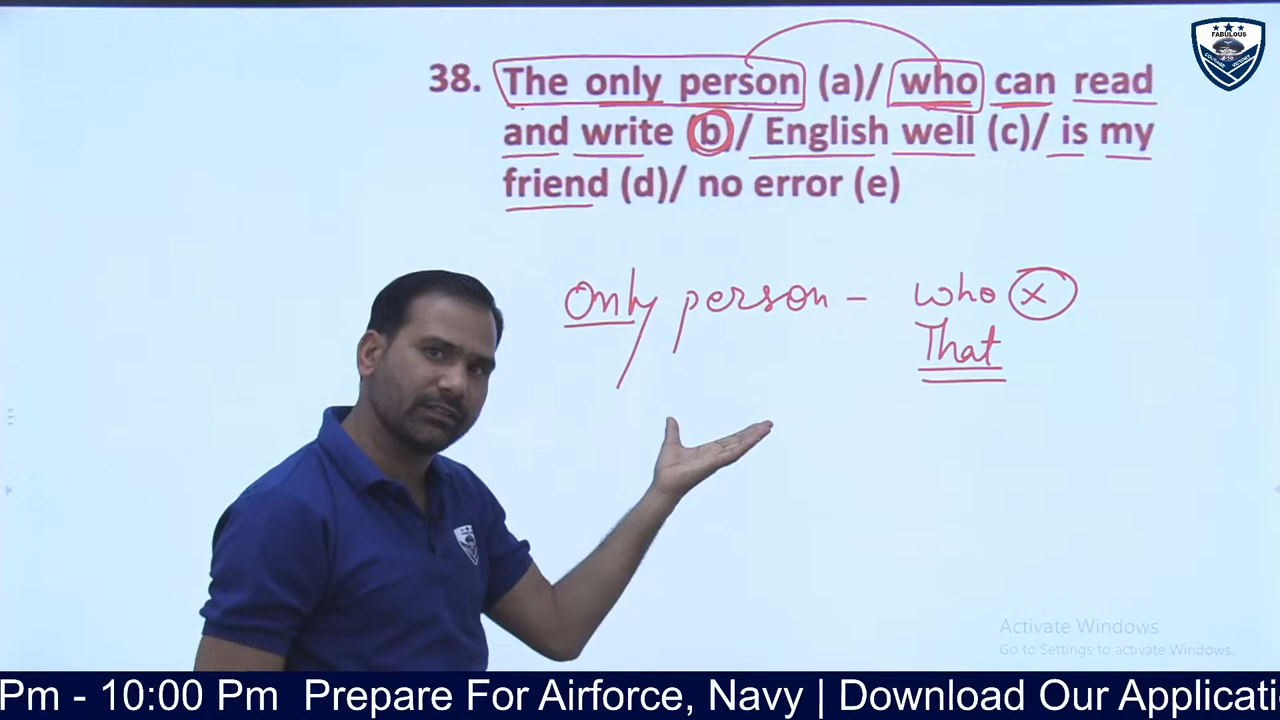 FABULOUS
38. The only person (a)/ who can read
and write (b)/ English well (c)/ is my
friend (d)/ no error (e)
Only person - who x
That
Activate Windows
Go to Settings to activate Windows.
Pm - 10:00 Pm Prepare For Airforce, Navy | Download Our Applicati